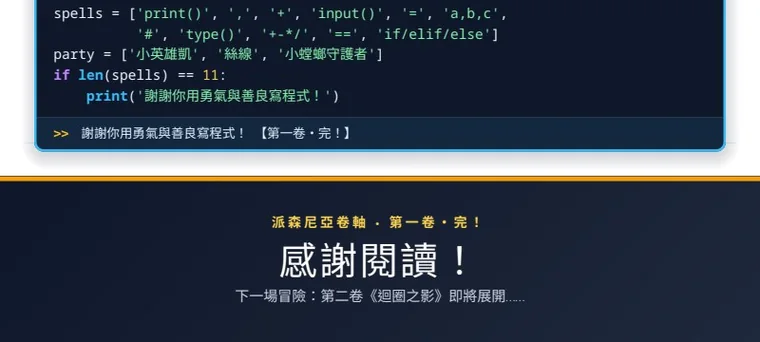 spells = ['print()', ',', '+', 'input()', '=', 'a,b,c',
'#', 'type()', '+-*/', '==', 'if/elif/else']
party = ['小英雄凱', '絲線', '小螳螂守護者']
if len(spells) == 11:
print('謝謝你用勇氣與善良寫程式！')
>> 謝謝你用勇氣與善良寫程式！ 【第一卷・完！】
派森尼亞卷軸 · 第一卷・完！
感謝閱讀！
下一場冒險：第二卷《迴圈之影》即將展開……